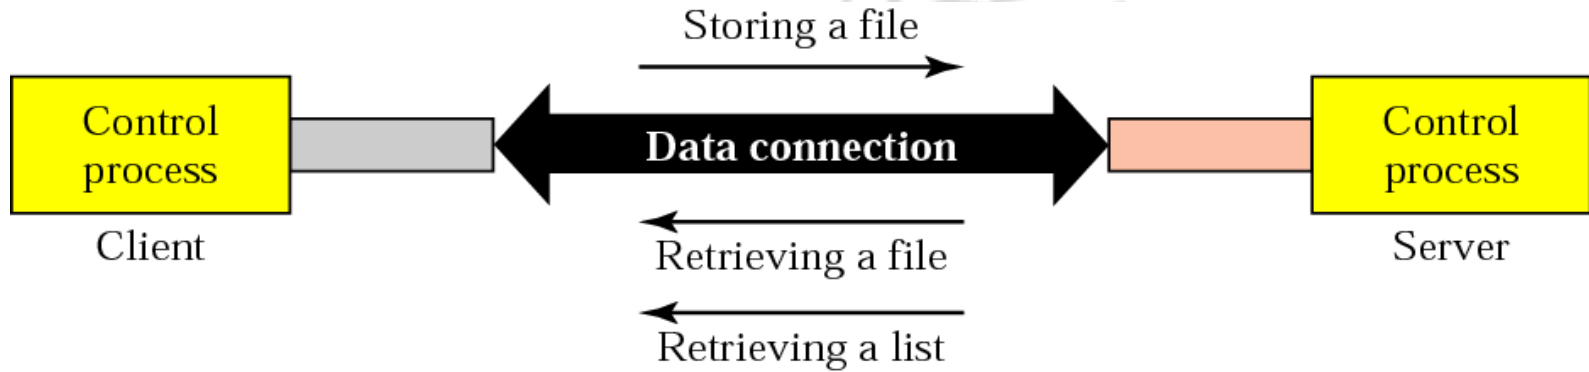 Storing a file
Control
process
Data connection
Control
process
Client
Retrieving a file
Server
Retrieving a list